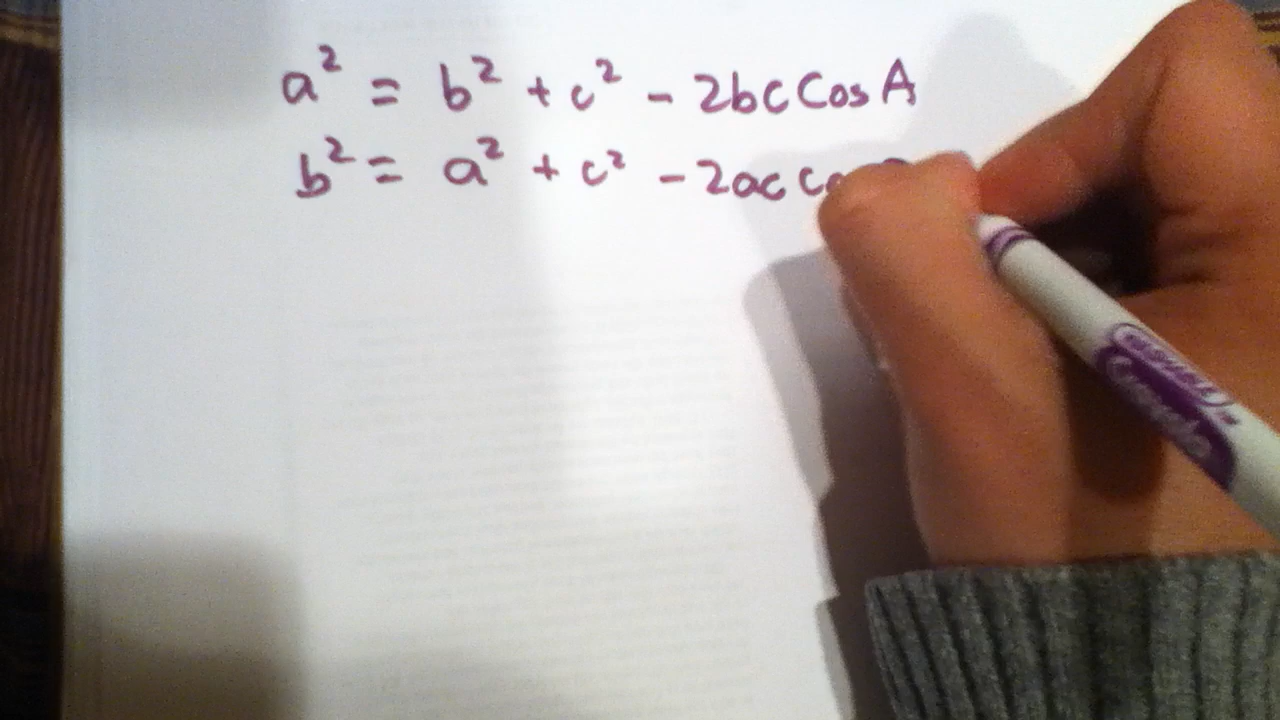 a² = b² + c² - 2bc Cos A
b² = a² + c² - 2ac